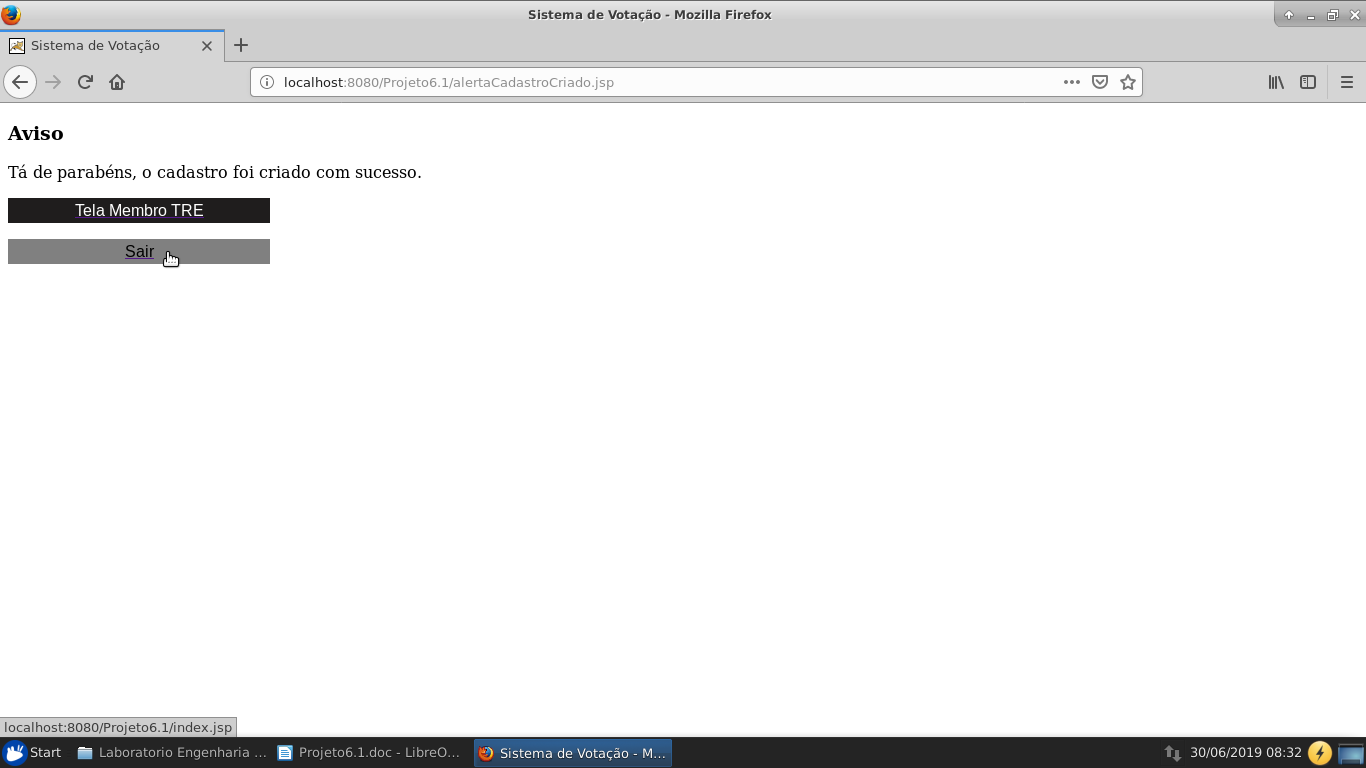 Sistema de Votação - Mozilla Firefox
Sistema de Votação
localhost:8080/Projeto6.1/alertaCadastroCriado.jsp
Aviso
Tá de parabéns, o cadastro foi criado com sucesso.
Tela Membro TRE
Sair
localhost:8080/Projeto6.1/index.jsp
Start Laboratorio Engenharia ... Projeto6.1.doc - LibreO... Sistema de Votação - M... 30/06/2019 08:32